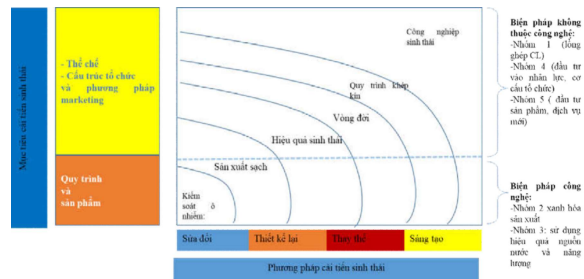 Mục tiêu cải tiến sinh thái
- Thể chế
- Cấu trúc tổ chức
và phương pháp
marketing
Quy trình
và
sản phẩm
Công nghiệp
sinh thái
Quy trình khép
kín
Vòng đời
Hiệu quả sinh thái
Sản xuất sạch
Kiểm
soát ô
nhiễm:
Sửa đổi
Thiết kế lại
Thay thế
Sáng tạo
Phương pháp cải tiến sinh thái
Biện pháp không
thuộc công nghệ:
-Nhóm 1 (lồng
ghép CL)
-Nhóm 4 (đầu tư
vào nhân lực, cơ
cấu tổ chức)
-Nhóm 5 ( đầu tư
sản phẩm, dịch vụ
mới)
Biện pháp công
nghệ:
-Nhóm 2 xanh hóa
sản xuất
-Nhóm 3: sử dụng
hiệu quả nguồn
nước và năng
lượng